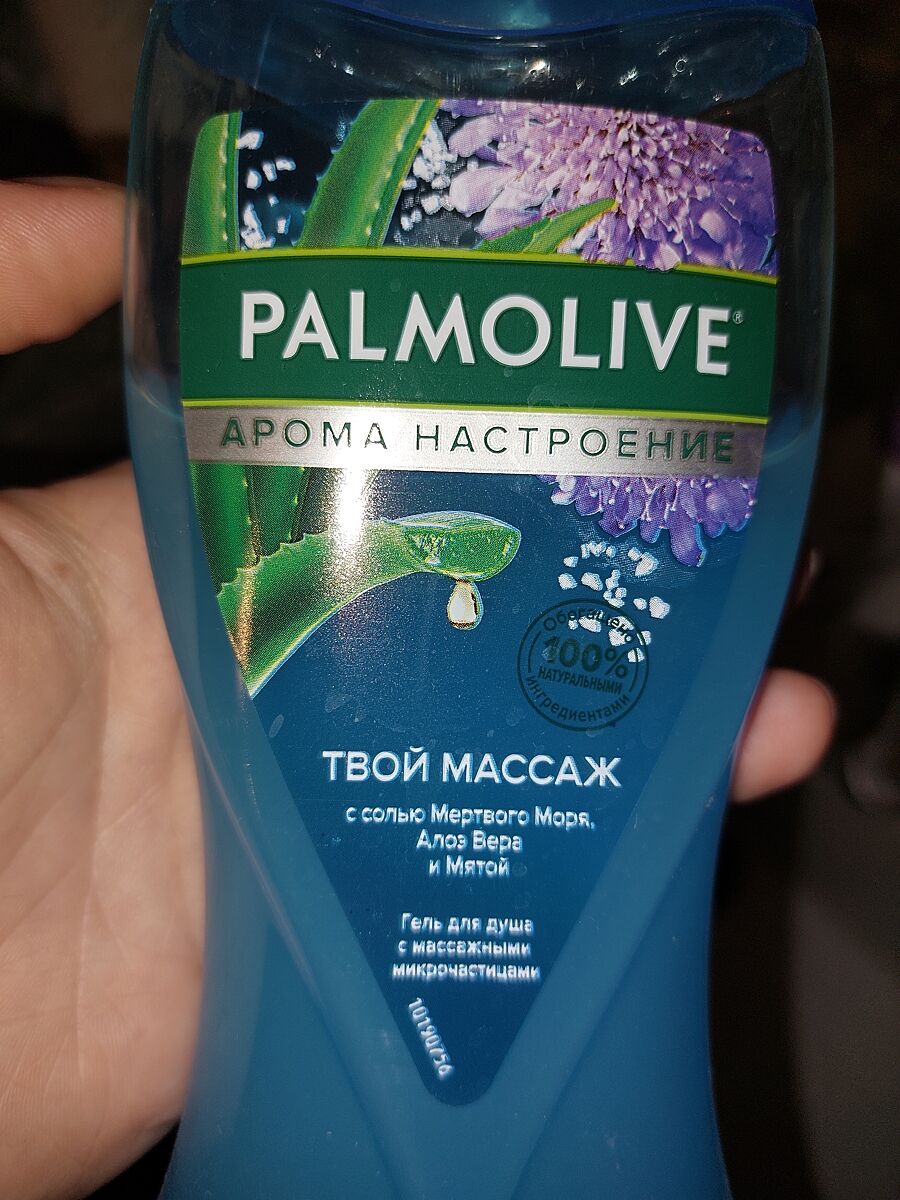 PALMOLIVE®
АРОМА НАСТРОЕНИЕ
Обогащено
100%
НАТУРАЛЬНЫМИ
ингредиентами
ТВОЙ МАССАЖ
с солью Мертвого Моря,
Алоэ Вера
и Мятой
Гель для душа
с массажными
микрочастицами
10190756